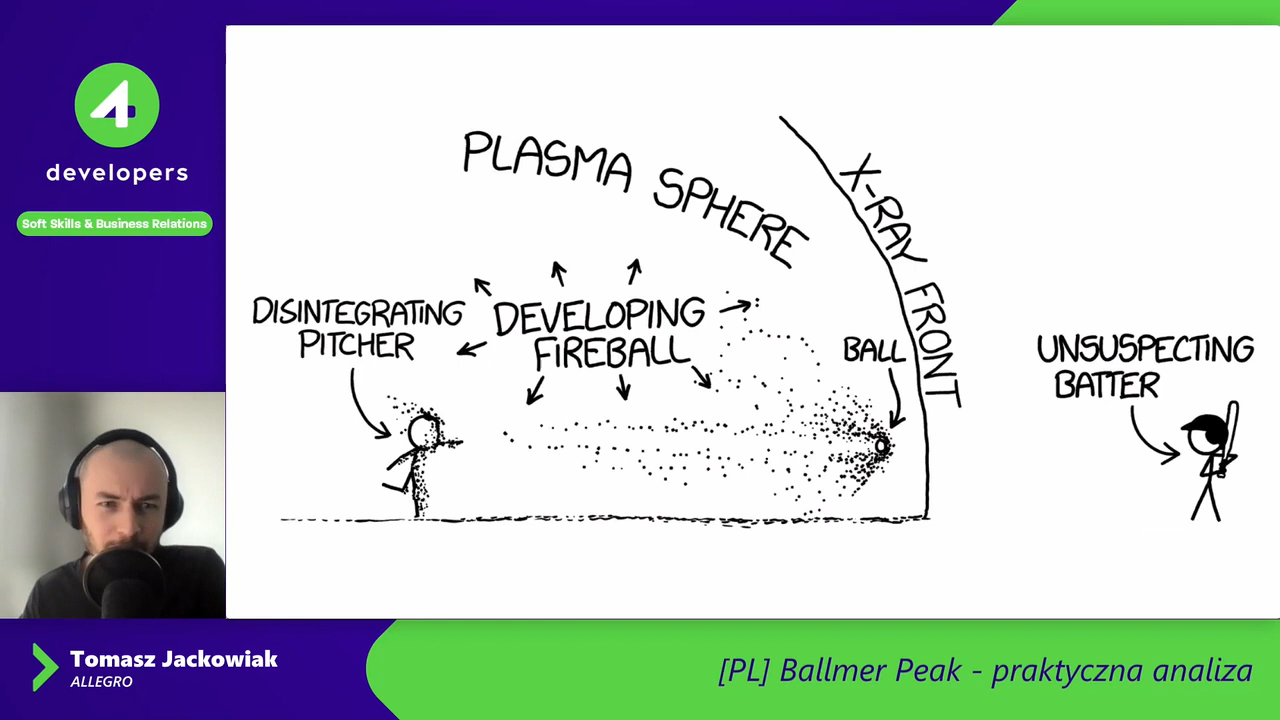 4
developers
Soft Skills & Business Relations
PLASMA SPHERE
X-RAY FRONT
DISINTEGRATING
PITCHER
DEVELOPING
FIREBALL
BALL
UNSUSPECTING
BATTER
Tomasz Jackowiak
ALLEGRO
[PL] Ballmer Peak - praktyczna analiza